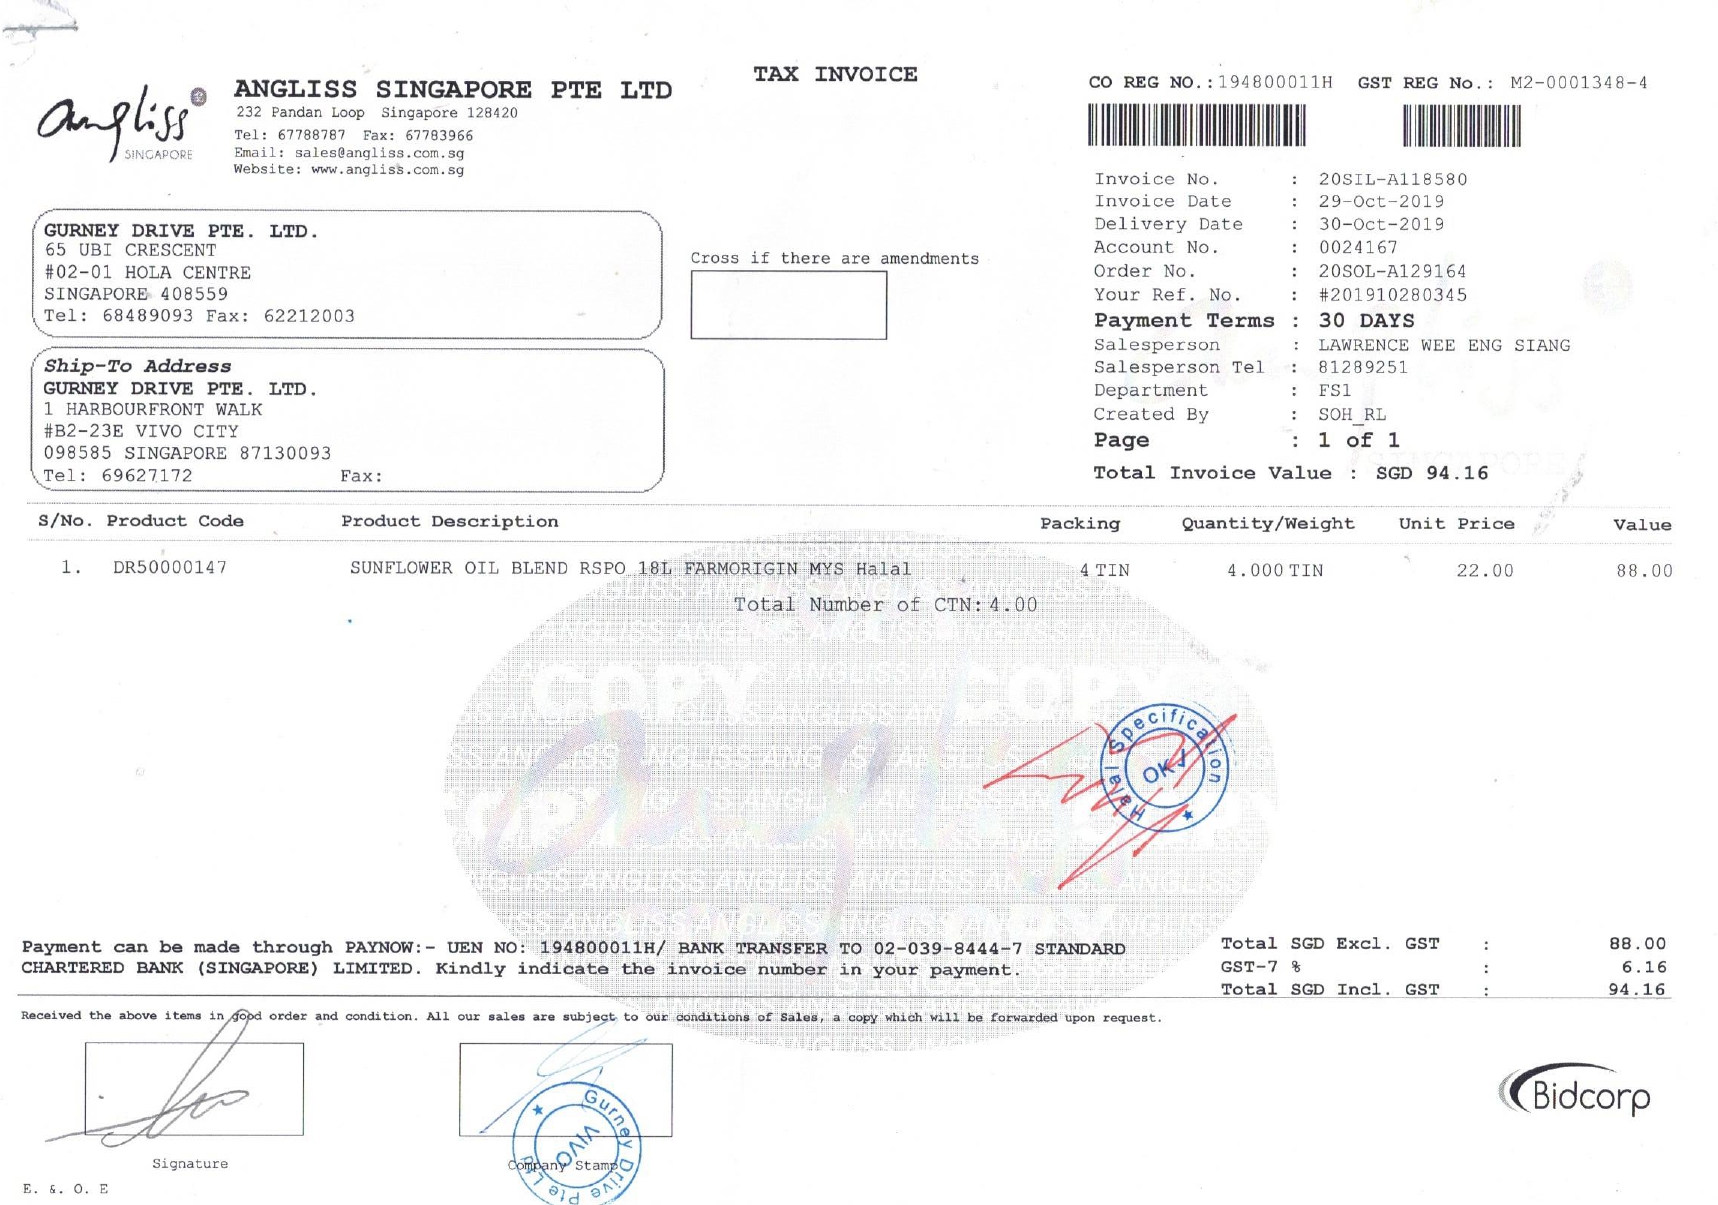 TAX INVOICE
angliss
SINGAPORE
ANGLISS SINGAPORE PTE LTD
232 Pandan Loop Singapore 128420
Tel: 67788787 Fax: 67783966
Email: sales@angliss.com.sg
Website: www.angliss.com.sg
CO REG NO.:194800011H GST REG No.: M2-0001348-4
GURNEY DRIVE PTE. LTD.
65 UBI CRESCENT
#02-01 HOLA CENTRE
SINGAPORE 408559
Tel: 68489093 Fax: 62212003
Cross if there are amendments
Ship-To Address
GURNEY DRIVE PTE. LTD.
1 HARBOURFRONT WALK
#B2-23E VIVO CITY
098585 SINGAPORE 87130093
Tel: 69627172 Fax:
Invoice No. : 20SIL-A118580
Invoice Date : 29-Oct-2019
Delivery Date : 30-Oct-2019
Account No. : 0024167
Order No. : 20SOL-A129164
Your Ref. No. : #201910280345
Payment Terms : 30 DAYS
Salesperson : LAWRENCE WEE ENG SIANG
Salesperson Tel : 81289251
Department : FS1
Created By : SOH_RL
Page : 1 of 1
Total Invoice Value : SGD 94.16
S/No. Product Code Product Description Packing Quantity/Weight Unit Price Value
1. DR50000147 SUNFLOWER OIL BLEND RSPO 18L FARMORIGIN MYS Halal 4 TIN 4.000 TIN 22.00 88.00
Total Number of CTN: 4.00
COPY COPY
Halal Specification
OK
Payment can be made through PAYNOW:- UEN NO: 194800011H/ BANK TRANSFER TO 02-039-8444-7 STANDARD
CHARTERED BANK (SINGAPORE) LIMITED. Kindly indicate the invoice number in your payment.
Total SGD Excl. GST : 88.00
GST-7 % : 6.16
Total SGD Incl. GST : 94.16
Received the above items in good order and condition. All our sales are subject to our conditions of Sales, a copy which will be forwarded upon request.
Signature
Company Stamp
Gurney Drive Pte Ltd
VIVO
Bidcorp
E. &. O. E